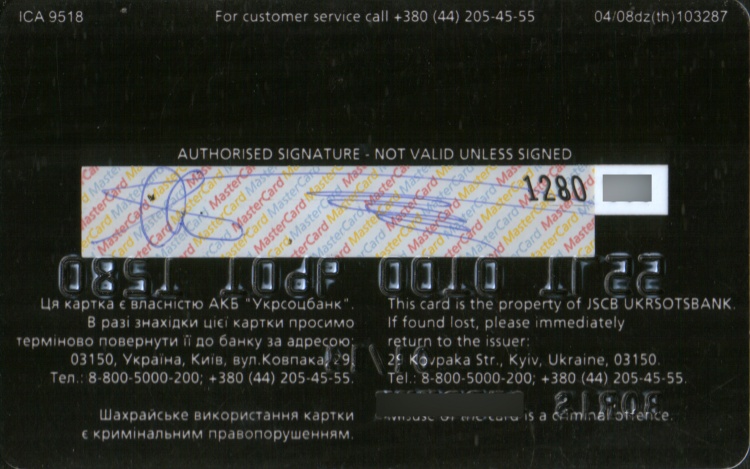 ICA 9518 For customer service call +380 (44) 205-45-55 04/08dz(th)103287
AUTHORISED SIGNATURE - NOT VALID UNLESS SIGNED
1280
Ця картка є власністю АКБ "Укрсоцбанк".
В разі знахідки цієї картки просимо
терміново повернути її до банку за адресою:
03150, Україна, Київ, вул.Ковпака, 29.
Тел.: 8-800-5000-200; +380 (44) 205-45-55.
Шахрайське використання картки
є кримінальним правопорушенням.
This card is the property of JSCB UKRSOTSBANK.
If found lost, please immediately
return to the issuer:
29 Kovpaka Str., Kyiv, Ukraine, 03150.
Tel.: 8-800-5000-200; +380 (44) 205-45-55.
is a criminal offence.